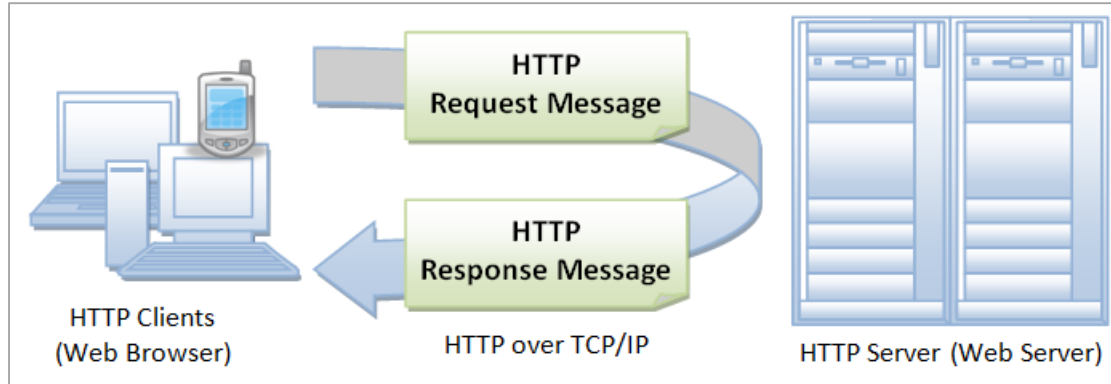 HTTP
Request Message
HTTP
Response Message
HTTP Clients
(Web Browser)
HTTP over TCP/IP
HTTP Server (Web Server)